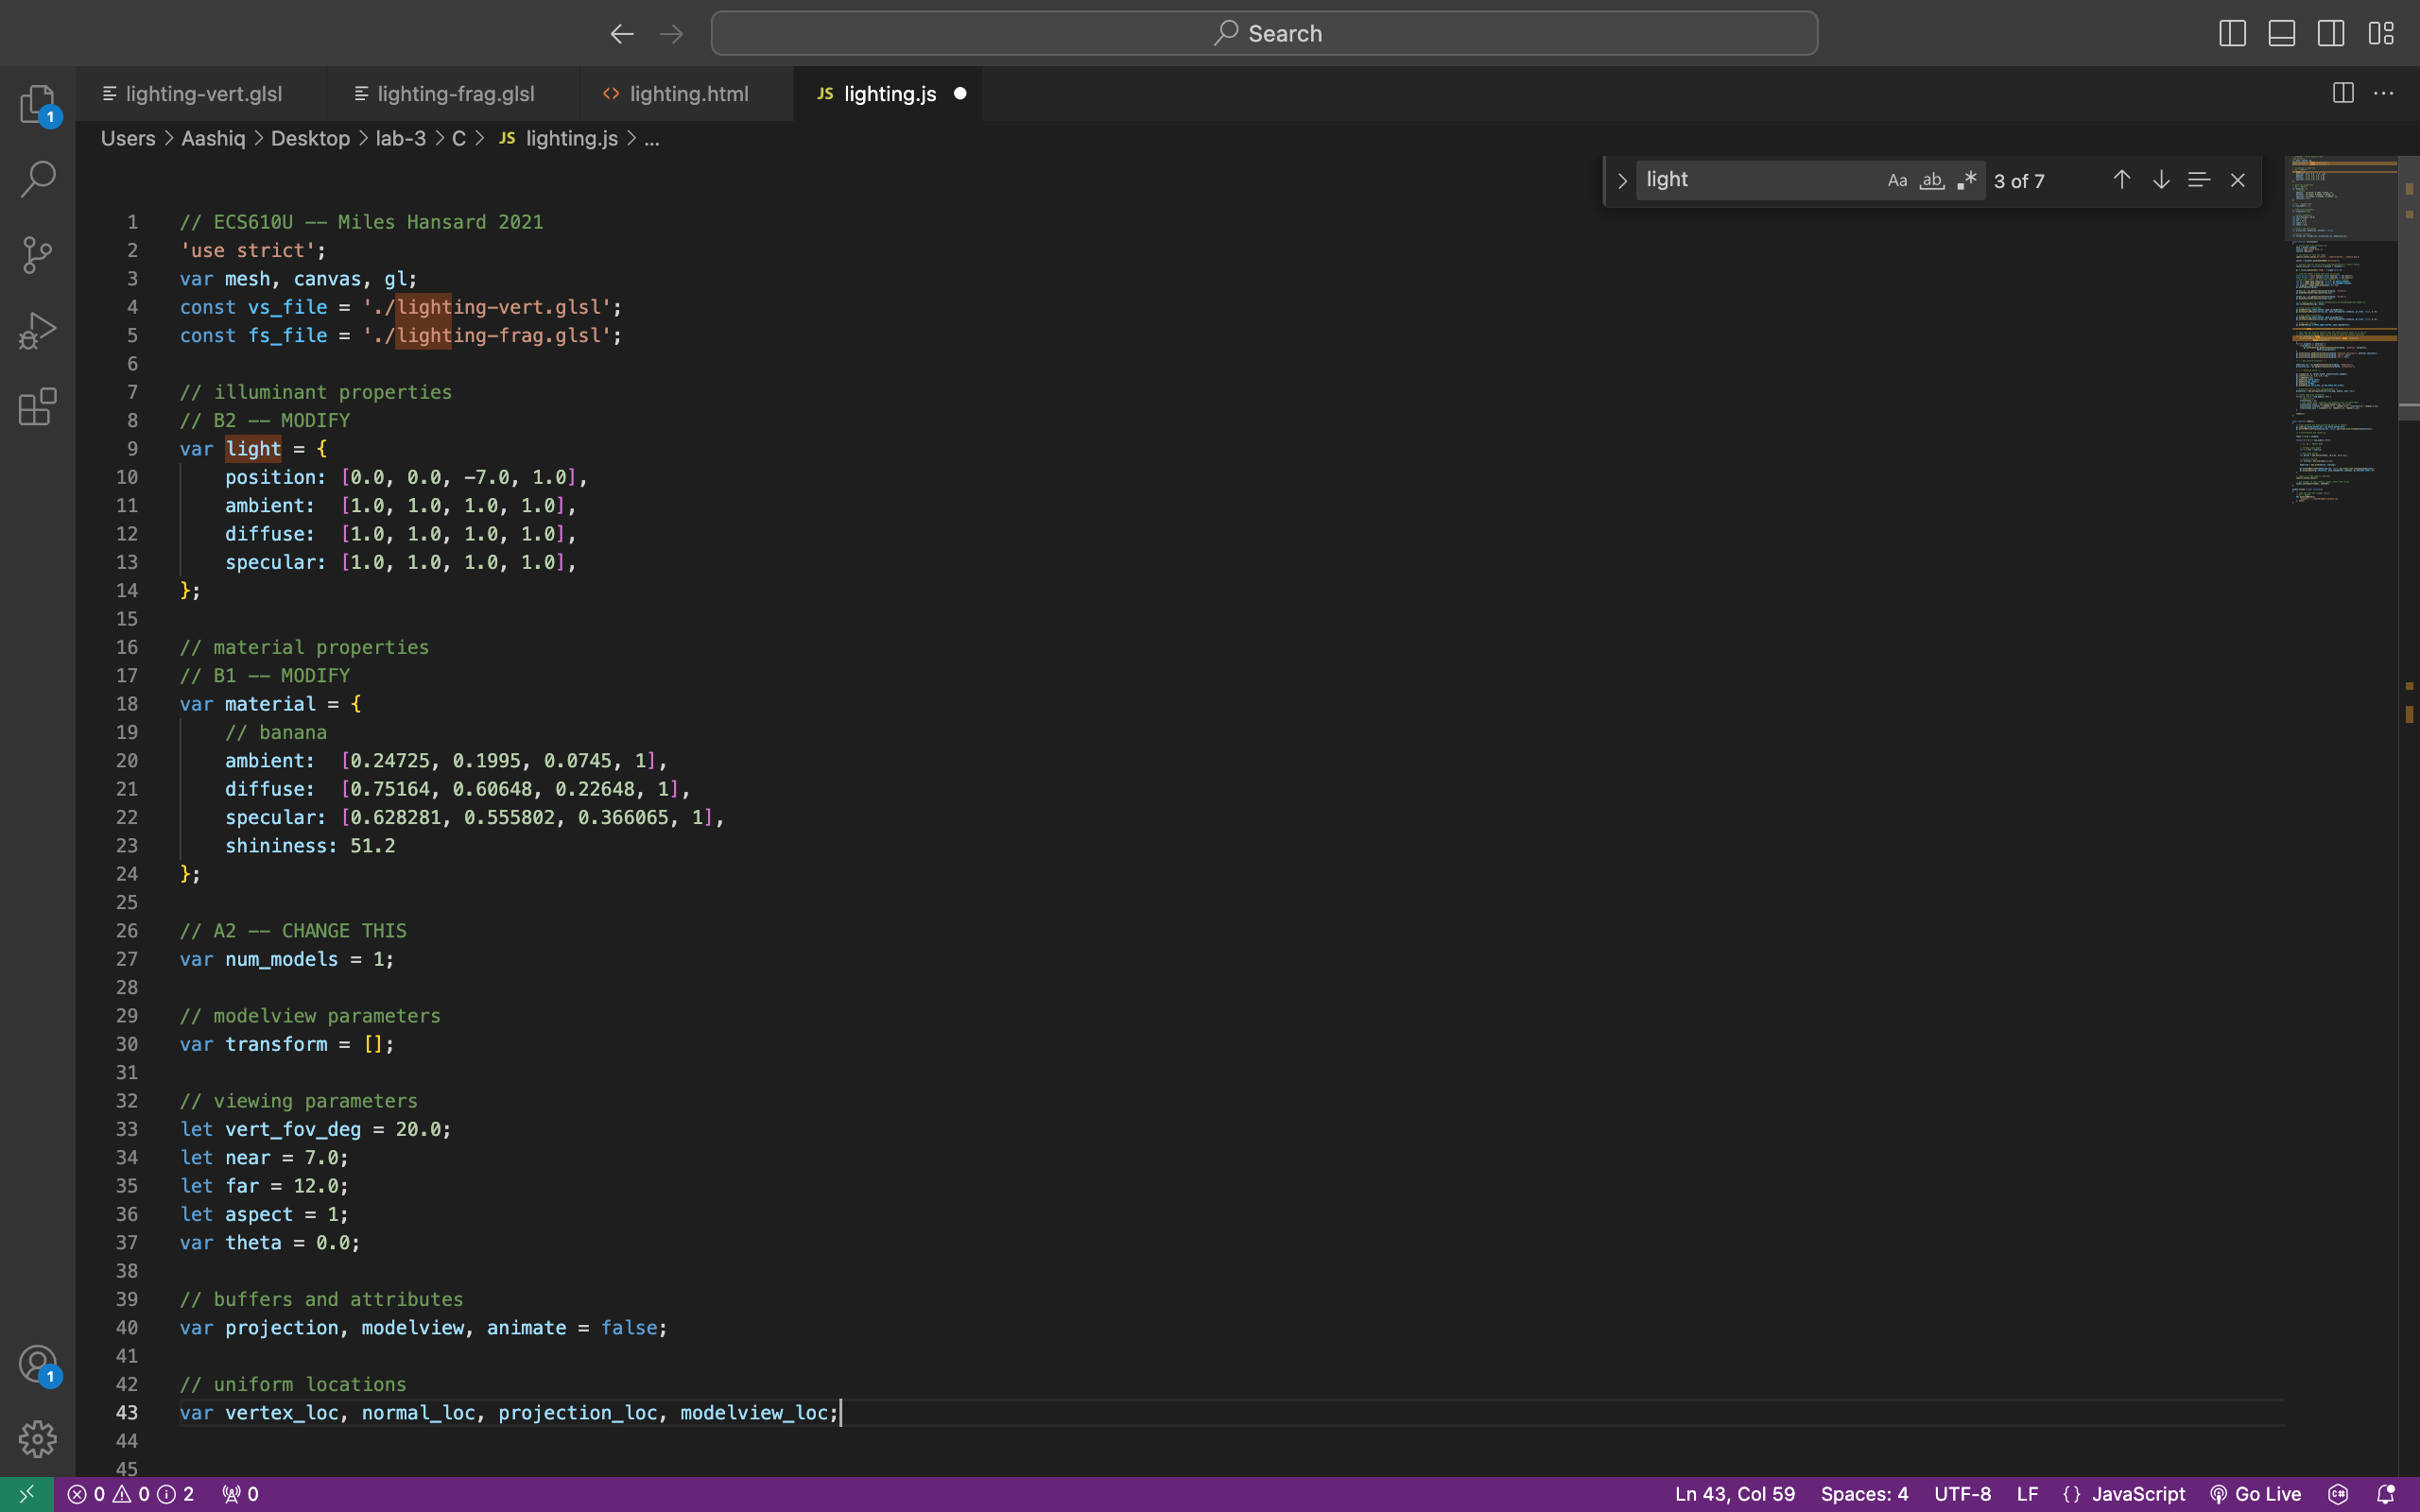 Search
lighting-vert.glsl
lighting-frag.glsl
<> lighting.html
JS lighting.js
1
Users > Aashiq > Desktop > lab-3 > C > JS lighting.js > ...
light
Aa ab .* 3 of 7
1 // ECS610U -- Miles Hansard 2021
2 'use strict';
3 var mesh, canvas, gl;
4 const vs_file = './lighting-vert.glsl';
5 const fs_file = './lighting-frag.glsl';
6
7 // illuminant properties
8 // B2 -- MODIFY
9 var light = {
10 position: [0.0, 0.0, -7.0, 1.0],
11 ambient: [1.0, 1.0, 1.0, 1.0],
12 diffuse: [1.0, 1.0, 1.0, 1.0],
13 specular: [1.0, 1.0, 1.0, 1.0],
14 };
15
16 // material properties
17 // B1 -- MODIFY
18 var material = {
19 // banana
20 ambient: [0.24725, 0.1995, 0.0745, 1],
21 diffuse: [0.75164, 0.60648, 0.22648, 1],
22 specular: [0.628281, 0.555802, 0.366065, 1],
23 shininess: 51.2
24 };
25
26 // A2 -- CHANGE THIS
27 var num_models = 1;
28
29 // modelview parameters
30 var transform = [];
31
32 // viewing parameters
33 let vert_fov_deg = 20.0;
34 let near = 7.0;
35 let far = 12.0;
36 let aspect = 1;
37 var theta = 0.0;
38
39 // buffers and attributes
40 var projection, modelview, animate = false;
41
42 // uniform locations
43 var vertex_loc, normal_loc, projection_loc, modelview_loc;
44
45
1
0 0 2 0
Ln 43, Col 59 Spaces: 4 UTF-8 LF {} JavaScript Go Live